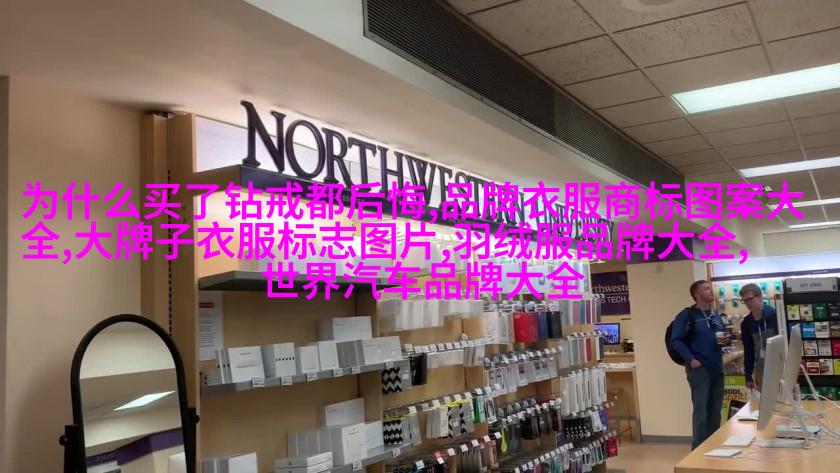 NORTHWESTERN
为什么买了钻戒都后悔,品牌衣服商标图案大
全,大牌子衣服标志图片,羽绒服品牌大全,
世界汽车品牌大全
TECH